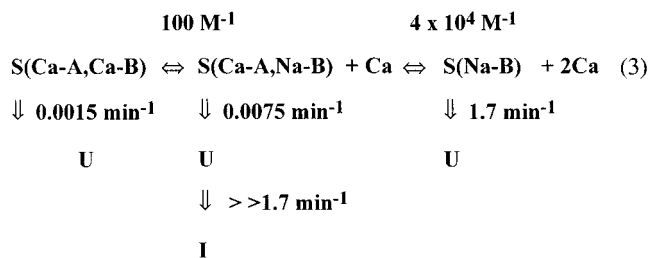 100 M-1 4 x 10⁴ M-1
S(Ca-A,Ca-B) ⇔ S(Ca-A,Na-B) + Ca ⇔ S(Na-B) + 2Ca (3)
⇓ 0.0015 min-1 ⇓ 0.0075 min-1 ⇓ 1.7 min-1
U U U
⇓ > >1.7 min-1
I